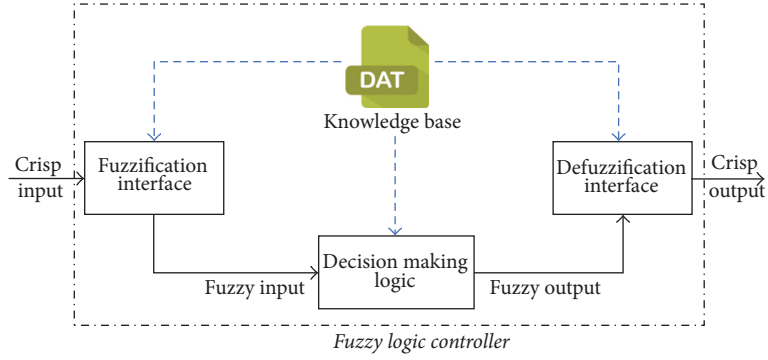 DAT
Knowledge base
Crisp
input
Fuzzification
interface
Defuzzification
interface
Crisp
output
Decision making
logic
Fuzzy input
Fuzzy output
Fuzzy logic controller